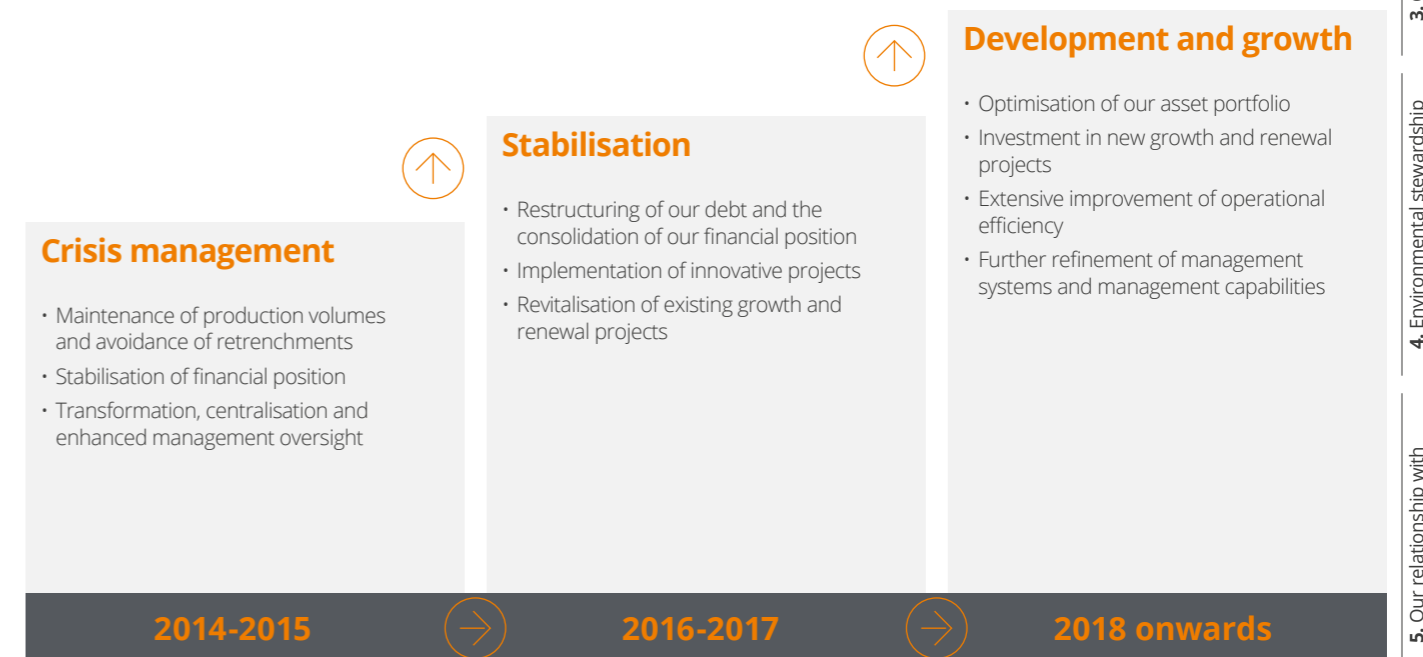 Crisis management
• Maintenance of production volumes
and avoidance of retrenchments
• Stabilisation of financial position
• Transformation, centralisation and
enhanced management oversight
2014-2015
Stabilisation
• Restructuring of our debt and the
consolidation of our financial position
• Implementation of innovative projects
• Revitalisation of existing growth and
renewal projects
2016-2017
Development and growth
• Optimisation of our asset portfolio
• Investment in new growth and renewal
projects
• Extensive improvement of operational
efficiency
• Further refinement of management
systems and management capabilities
2018 onwards
3.
4. Environmental stewardship
5. Our relationship with